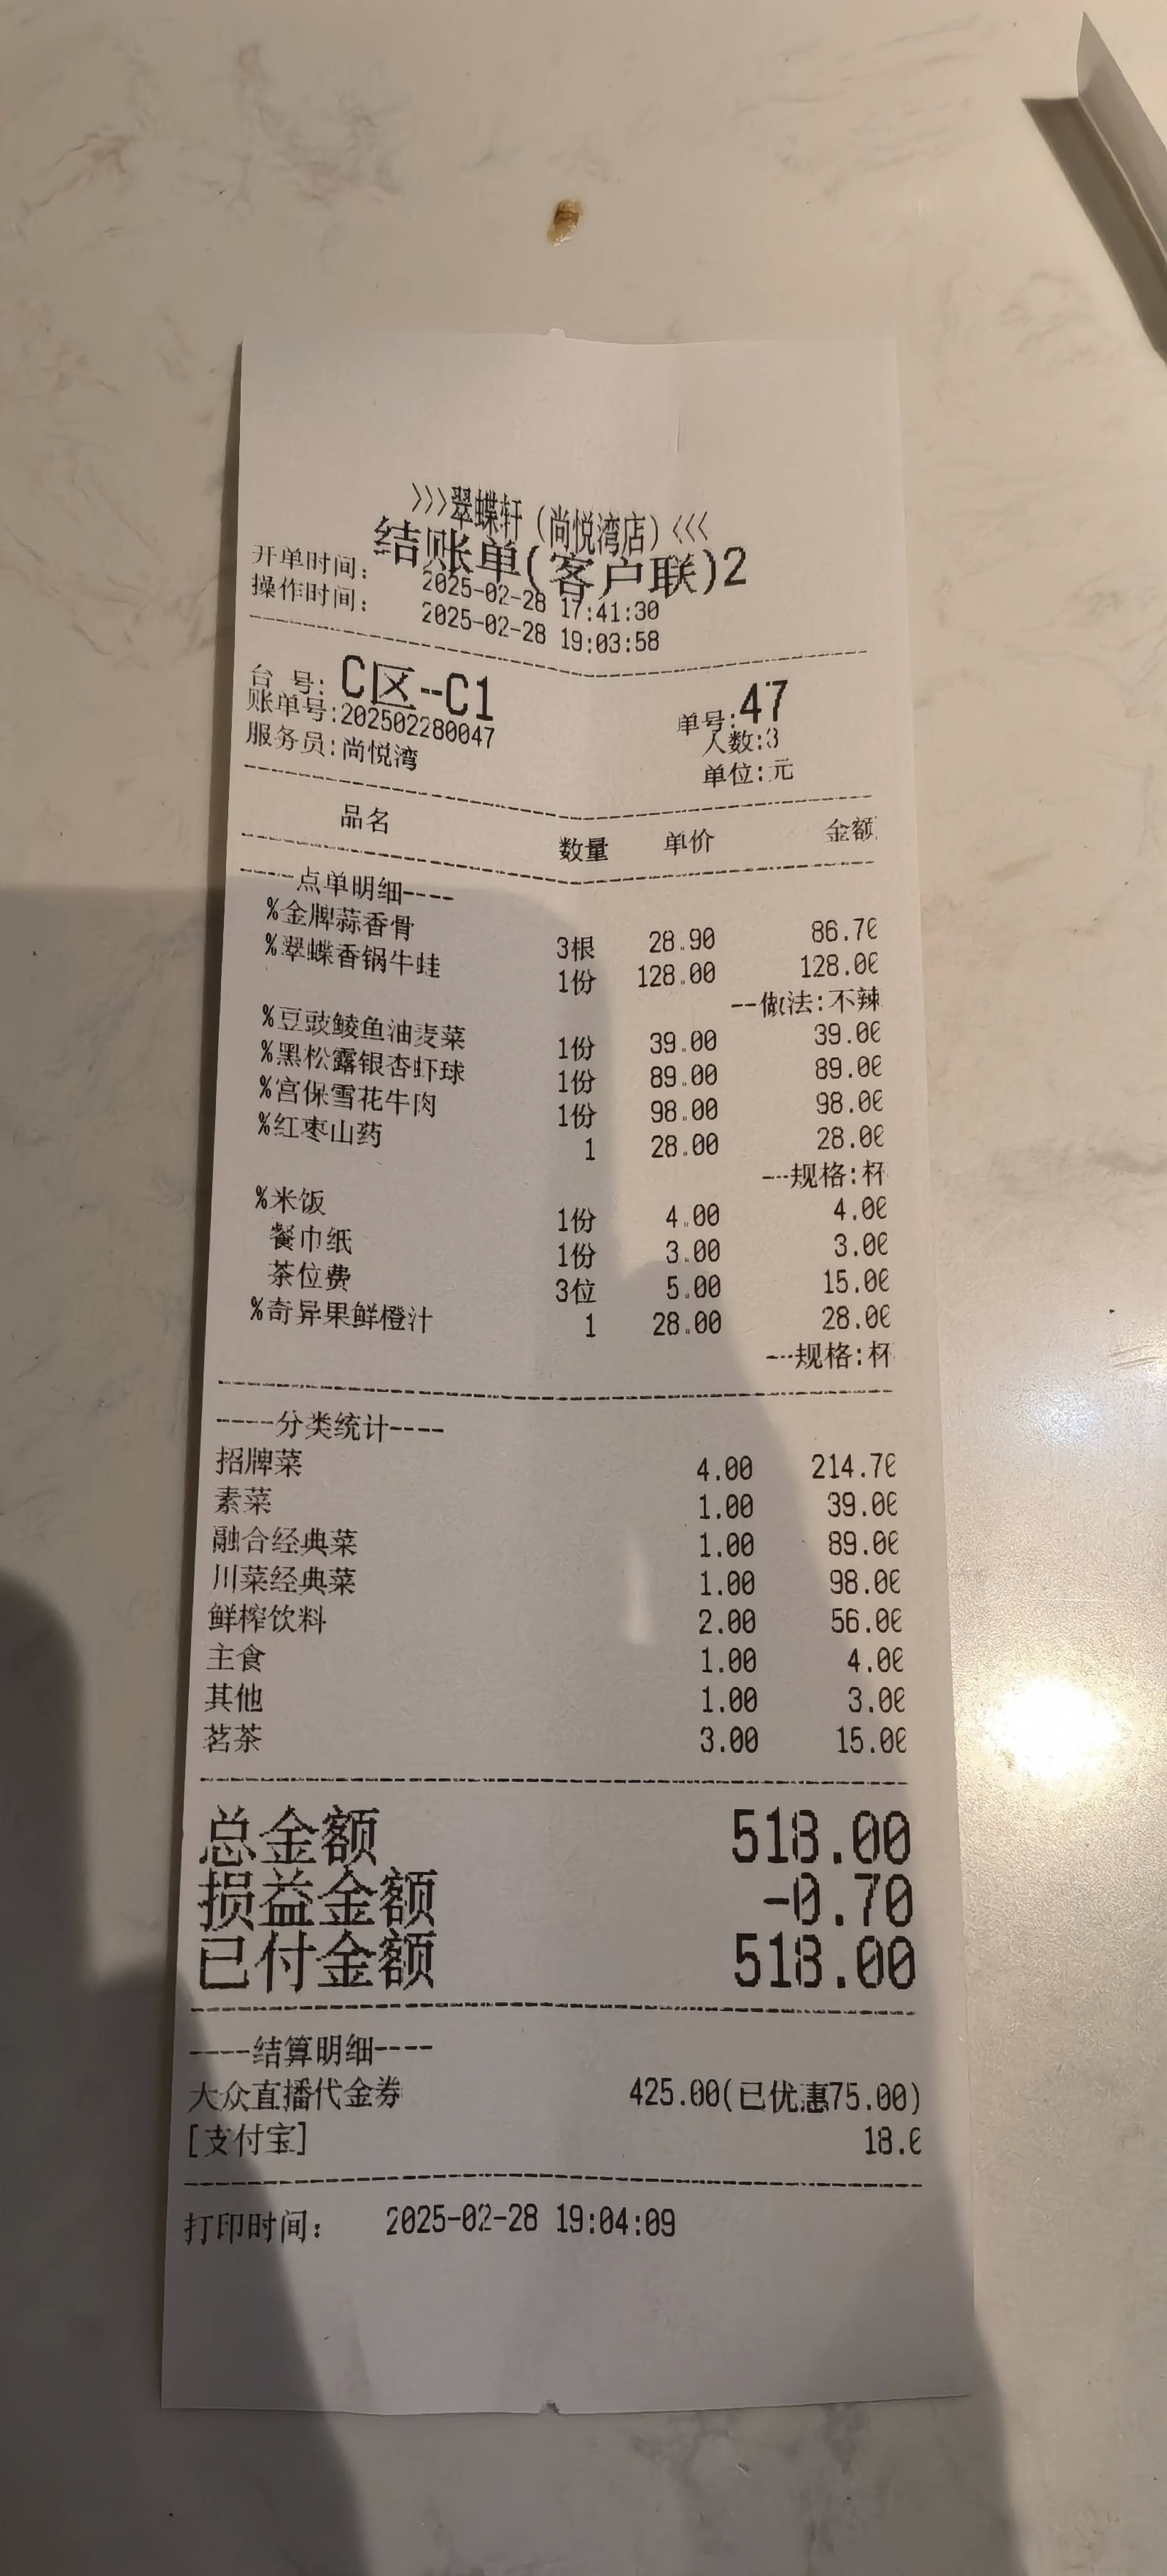 >>>翠蝶轩(尚悦湾店)<<<
结账单(客户联)2
开单时间: 2025-02-28 17:41:30
操作时间: 2025-02-28 19:03:58
台 号: C区--C1 单号:47
账单号:202502280047 人数:3
服务员:尚悦湾 单位:元
品名 数量 单价 金额
----点单明细----
%金牌蒜香骨 3根 28.90 86.70
%翠蝶香锅牛蛙 1份 128.00 128.00
--做法:不辣
%豆豉鲮鱼油麦菜 1份 39.00 39.00
%黑松露银杏虾球 1份 89.00 89.00
%宫保雪花牛肉 1份 98.00 98.00
%红枣山药 1 28.00 28.00
---规格:杯
%米饭 1份 4.00 4.00
餐巾纸 1份 3.00 3.00
茶位费 3位 5.00 15.00
%奇异果鲜橙汁 1 28.00 28.00
---规格:杯
----分类统计----
招牌菜 4.00 214.70
素菜 1.00 39.00
融合经典菜 1.00 89.00
川菜经典菜 1.00 98.00
鲜榨饮料 2.00 56.00
主食 1.00 4.00
其他 1.00 3.00
茗茶 3.00 15.00
总金额 518.00
损益金额 -0.70
已付金额 518.00
----结算明细----
大众直播代金券 425.00(已优惠75.00)
[支付宝] 18.0
打印时间: 2025-02-28 19:04:09